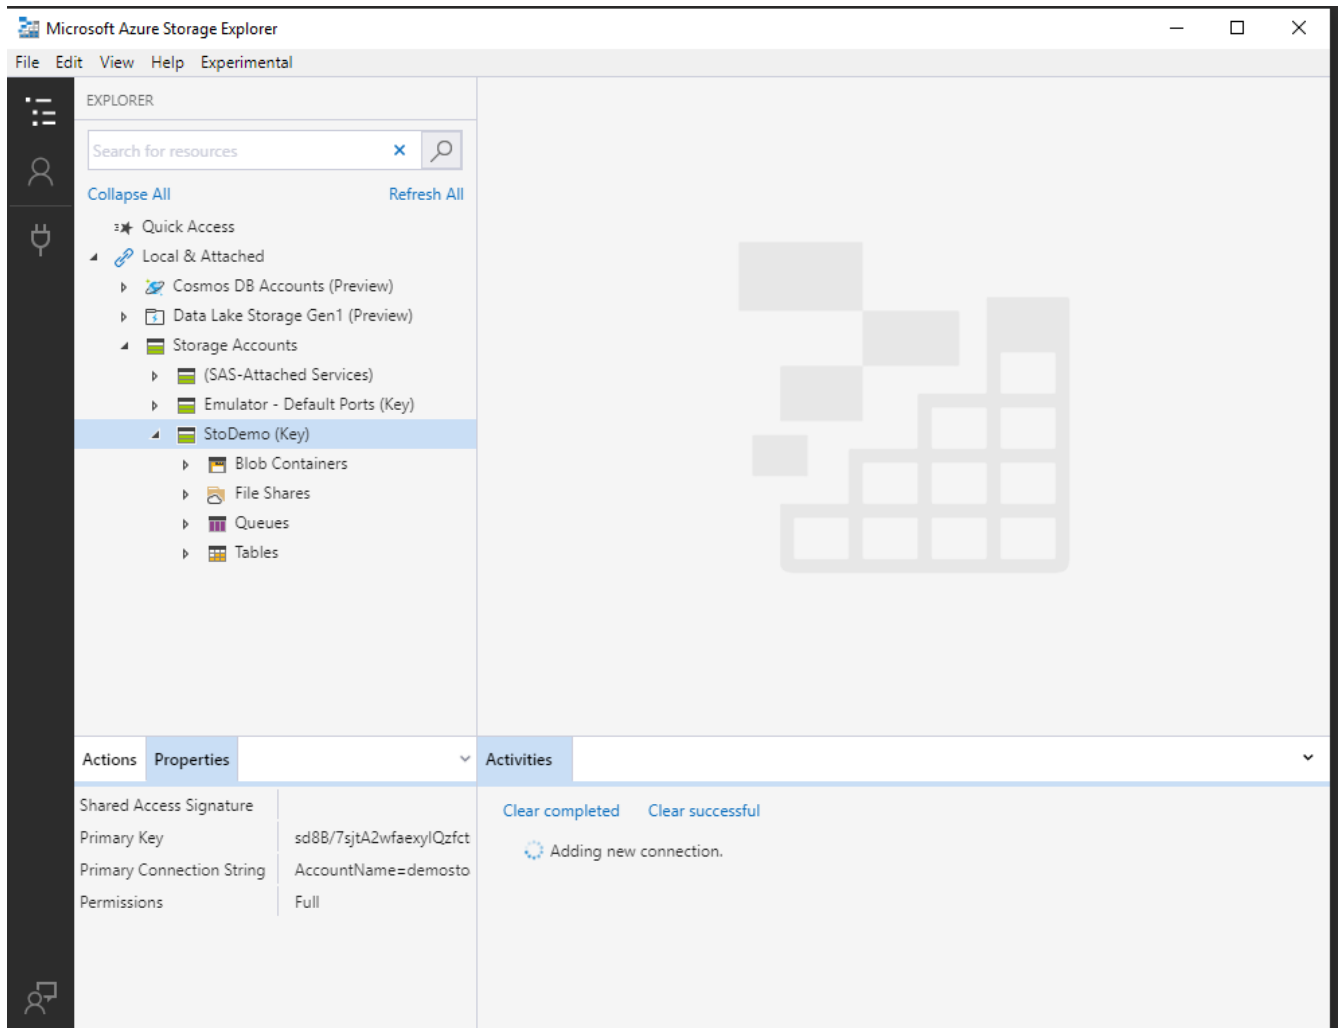 Microsoft Azure Storage Explorer
File Edit View Help Experimental
EXPLORER
Search for resources
Collapse All Refresh All
Quick Access
Local & Attached
Cosmos DB Accounts (Preview)
Data Lake Storage Gen1 (Preview)
Storage Accounts
(SAS-Attached Services)
Emulator - Default Ports (Key)
StoDemo (Key)
Blob Containers
File Shares
Queues
Tables
Actions Properties
Shared Access Signature
Primary Key sd8B/7sjtA2wfaexylQzfct
Primary Connection String AccountName=demosto
Permissions Full
Activities
Clear completed Clear successful
Adding new connection.